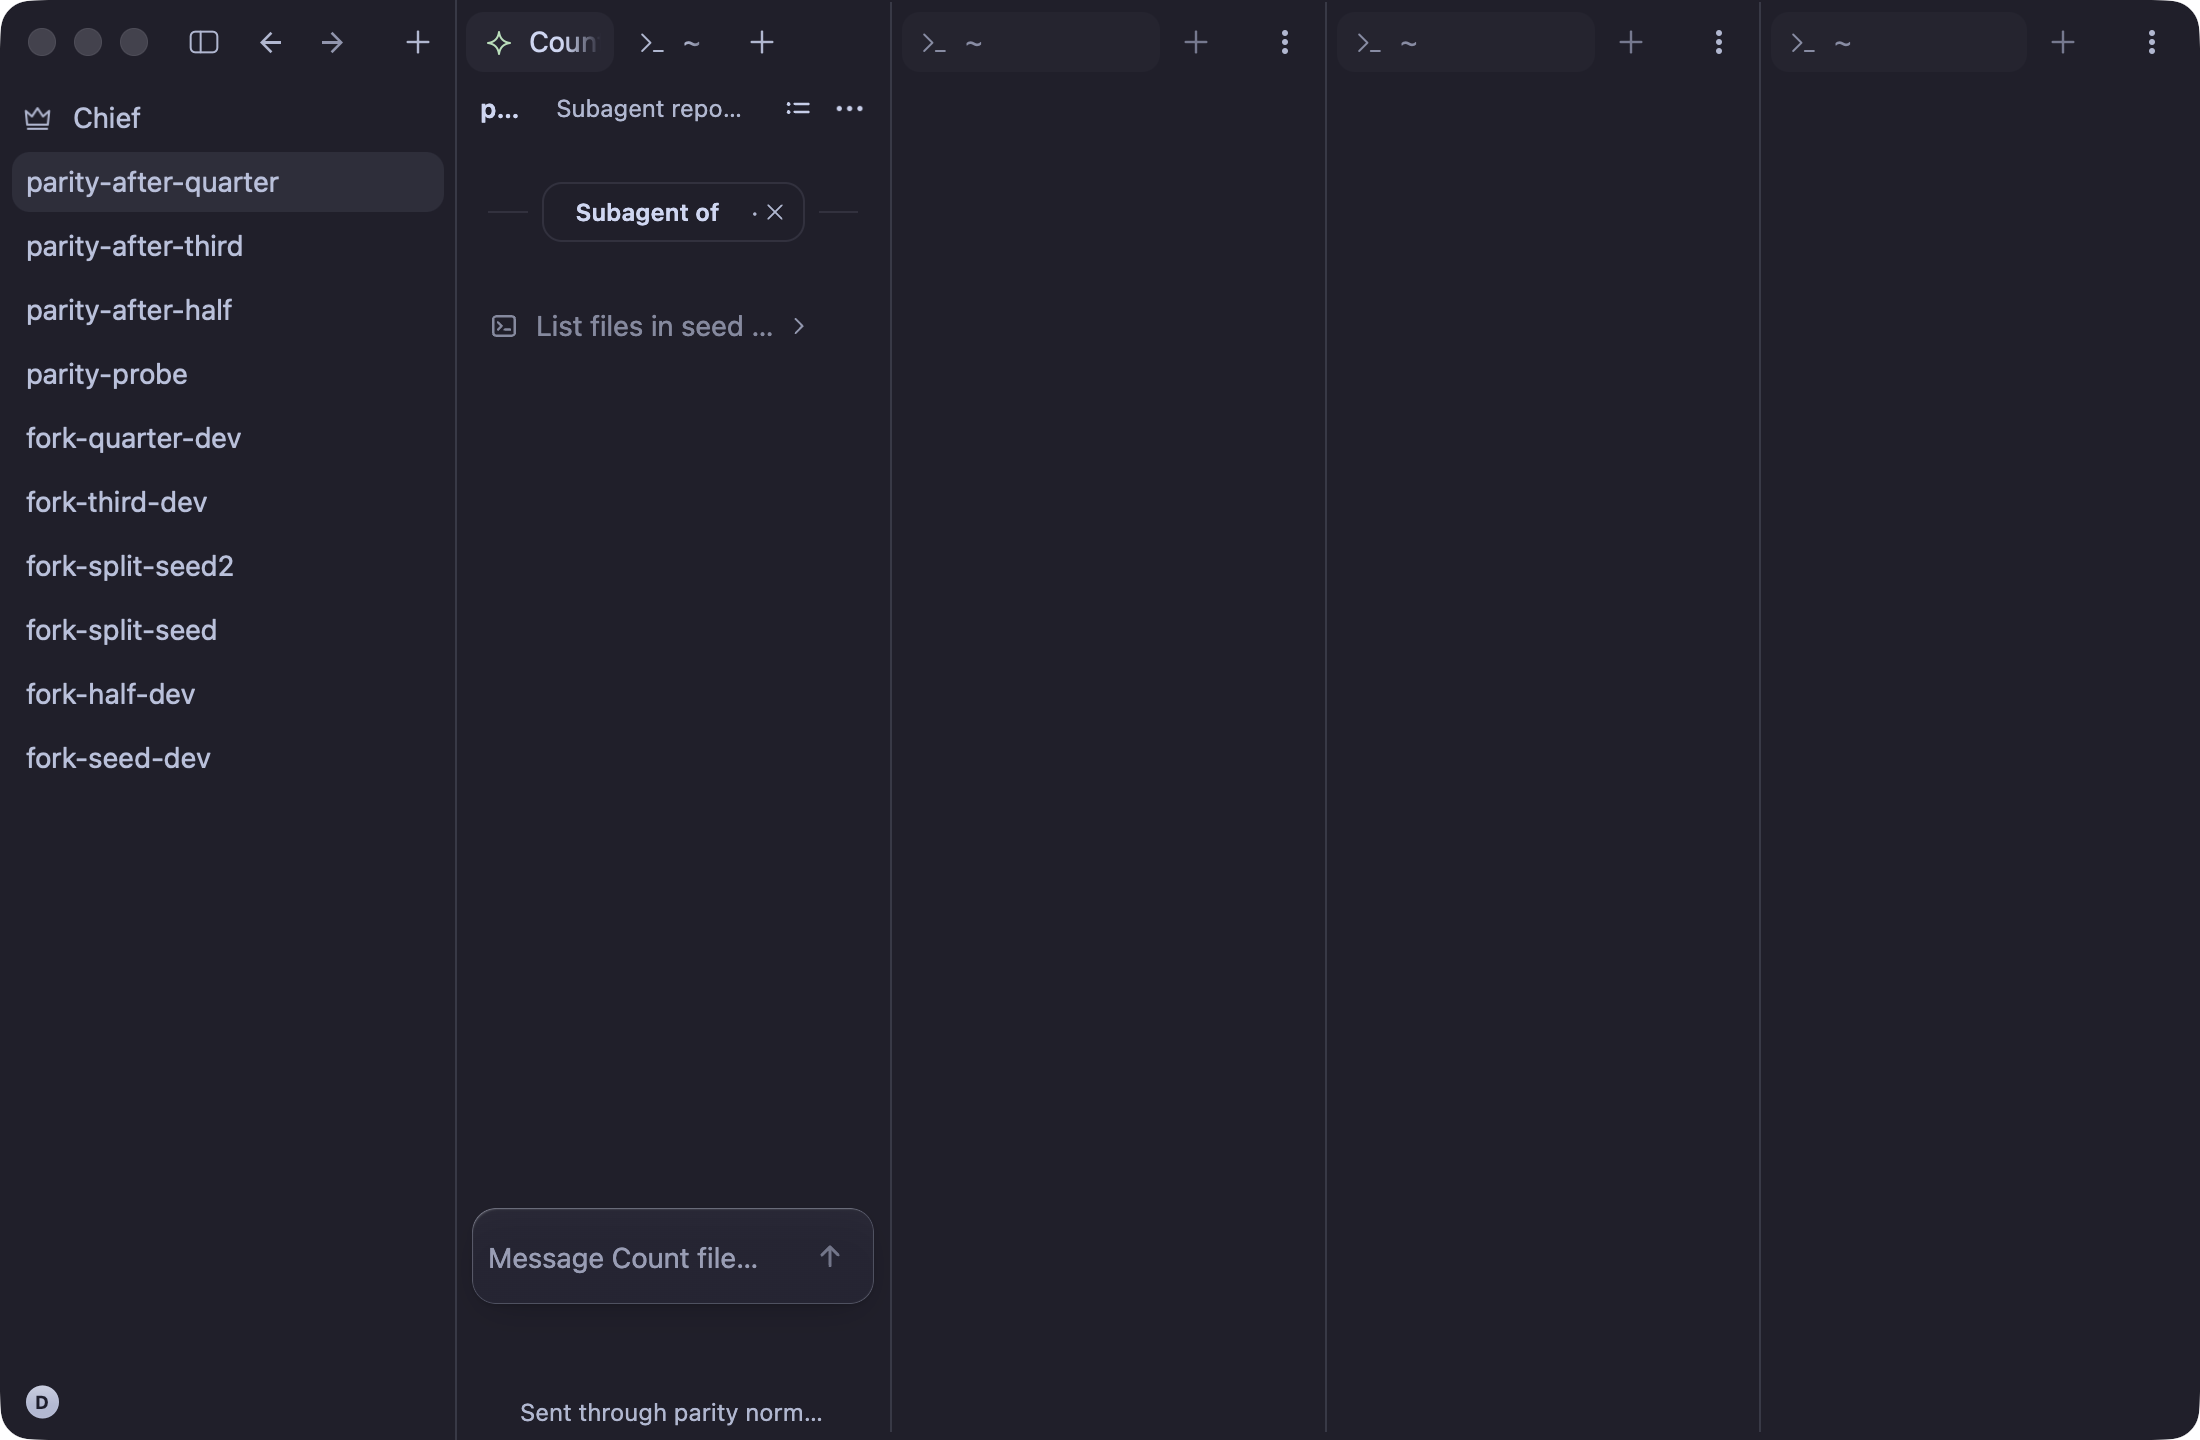 Coun
>_ ~
>_ ~
>_ ~
>_ ~
Chief
parity-after-quarter
parity-after-third
parity-after-half
parity-probe
fork-quarter-dev
fork-third-dev
fork-split-seed2
fork-split-seed
fork-half-dev
fork-seed-dev
D
p... Subagent repo...
Subagent of ·
List files in seed ...
Message Count file...
Sent through parity norm...